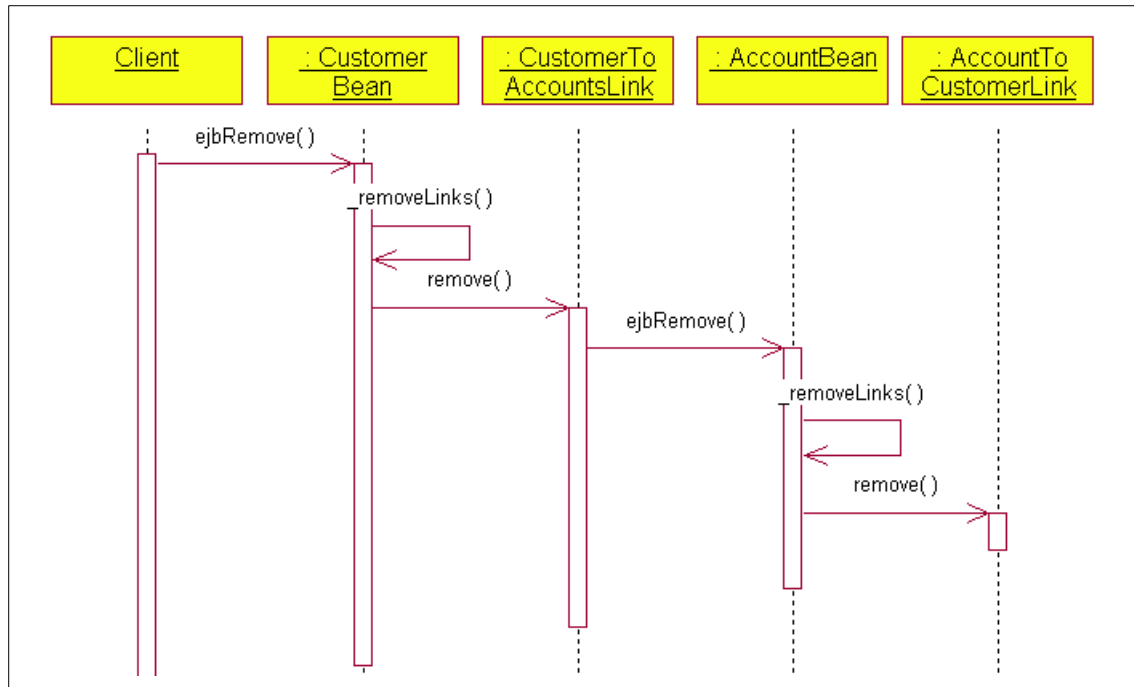 Client
: Customer
Bean
: CustomerTo
AccountsLink
: AccountBean
: AccountTo
CustomerLink
ejbRemove( )
_removeLinks( )
remove( )
ejbRemove( )
_removeLinks( )
remove( )